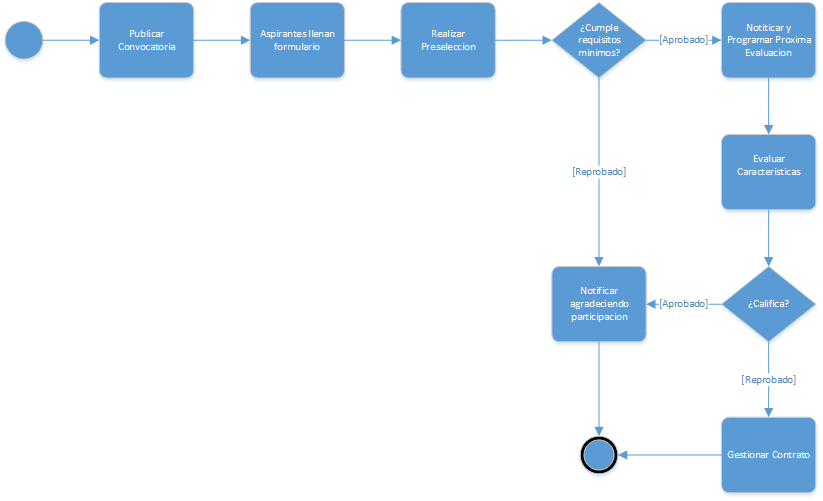 Publicar
Convocatoria
Aspirantes llenan
formulario
Realizar
Preseleccion
¿Cumple
requisitos
minimos?
[Aprobado]
Notiticar y
Programar Proxima
Evaluacion
[Reprobado]
Evaluar
Caracteristicas
Notificar
agradeciendo
participacion
[Aprobado]
¿Califica?
[Reprobado]
Gestionar Contrato